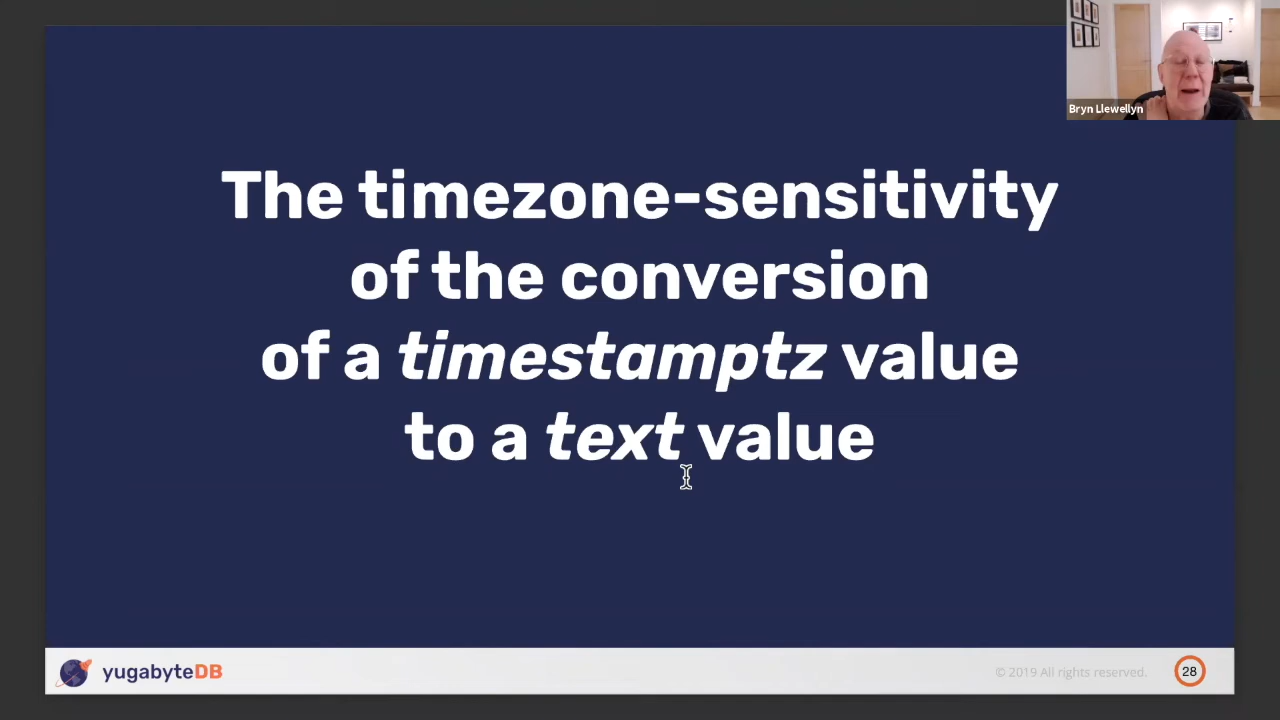 Bryn Llewellyn
The timezone-sensitivity
of the conversion
of a timestamptz value
to a text value
yugabyteDB
© 2019 All rights reserved.
28